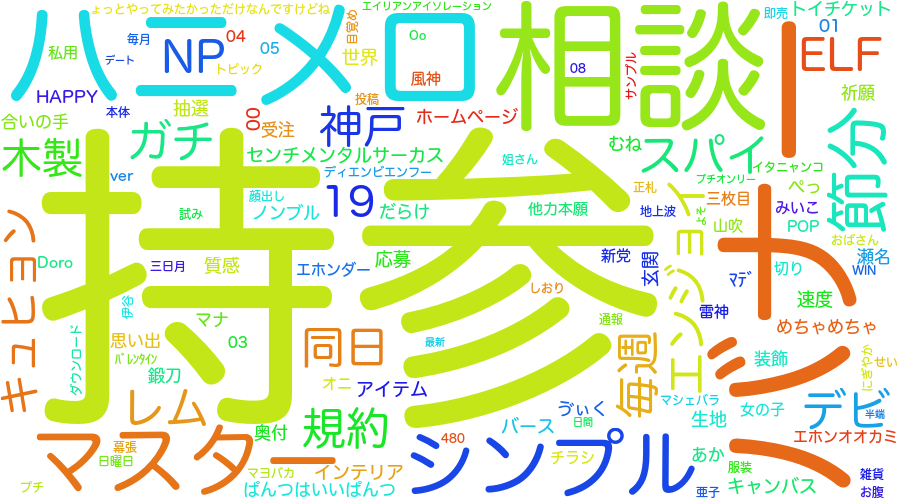 ょっとやってみたかっただけなんですけどね
エイリアンアイソレーション
目覚め
即売
トイチケット
ハニメロ
相談
01
ELF
私用
毎月
NP
04
05
デート
トピック
世界
Oo
風神
08
サンプル
HAPPY
本体
抽選
投稿
祈願
合いの手
ガチ
00
受注
神戸
ホームページ
むね
スパイ
節分
木製
センチメンタルサーカス
姐さん
イタニャンコ
プチオンリー
ver
ディエンビエンフー
顔出し
ノンブル
19
だらけ
他力本願
正札
三枚目
ぺっ
みいこ
地上波
よそ
試み
持参
山吹
POP
おばさん
キュヒョン
Doro
三日月
質感
エホンダー
応募
新党
玄関
エンジョイ
ナ
瀬名
WIN
切り
マデ
しおり
速度
伊谷
マナ
雷神
通報
めちゃめちゃ
ダウンロード
思い出
03
同日
最新
毎週
バレンタイン
鍛刀
オニ
アイテム
装飾
にぎやか
せい
レム
マシェバラ
女の子
デビ
半端
ゔぃく
生地
奥付
規約
バース
日間
エホンオオカミ
マスター
幕張
日曜日
シンプル
480
マヨバカ
インテリア
チラシ
あか
服装
雑貨
プチ
ぱんつはいいぱんつ
亜子
キャンバス
お腹